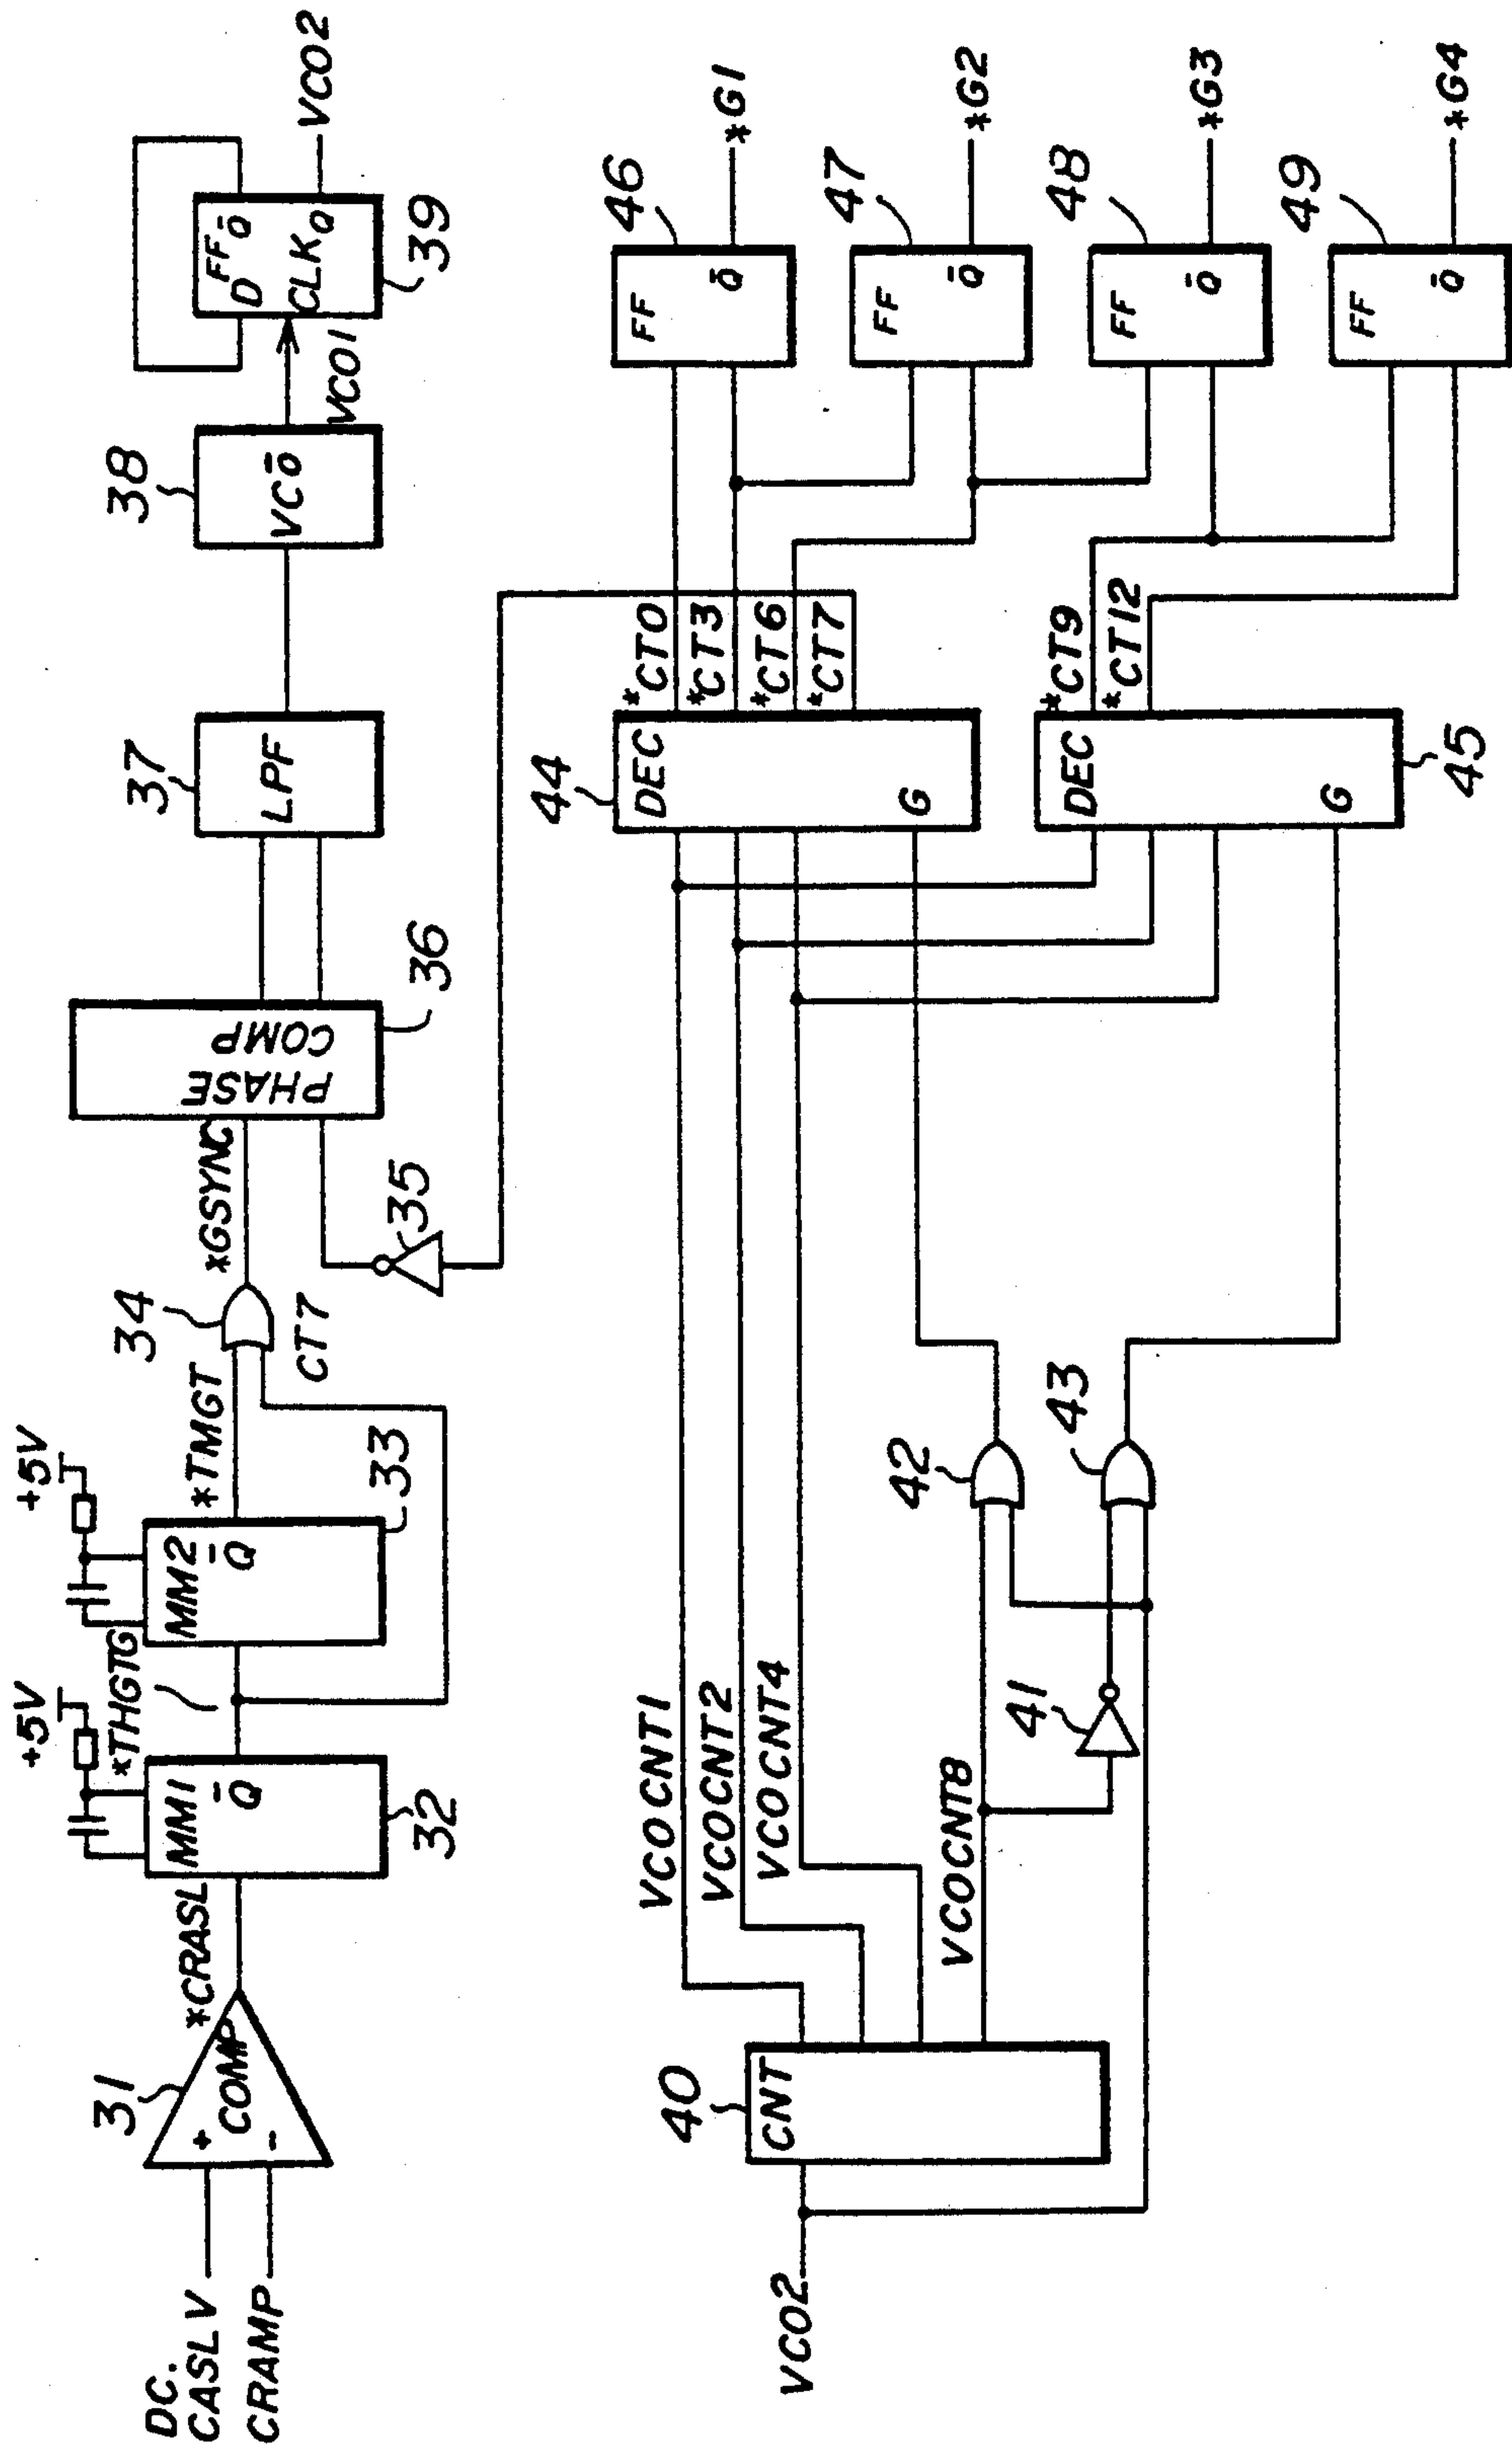 DC.
CASLV
CRAMP
31
+
-
COMP
*CRASL
32
MM1
Q̄
+5V
*THGTG
33
MM2
Q̄
+5V
*TMGT
34
CT7
*GSYNC
35
36
PHASE
COMP
37
LPF
38
VCŌ
VCO1
39
D
FF
Q̄
CLK
Q
VCO2
VCO2
40
CNT
VCOCNT1
VCOCNT2
VCOCNT4
VCOCNT8
41
42
43
44
DEC
G
*CT0
*CT3
*CT6
*CT7
45
DEC
G
*CT9
*CT12
46
FF
Q̄
*G1
47
FF
Q̄
*G2
48
FF
Q̄
*G3
49
FF
Q̄
*G4